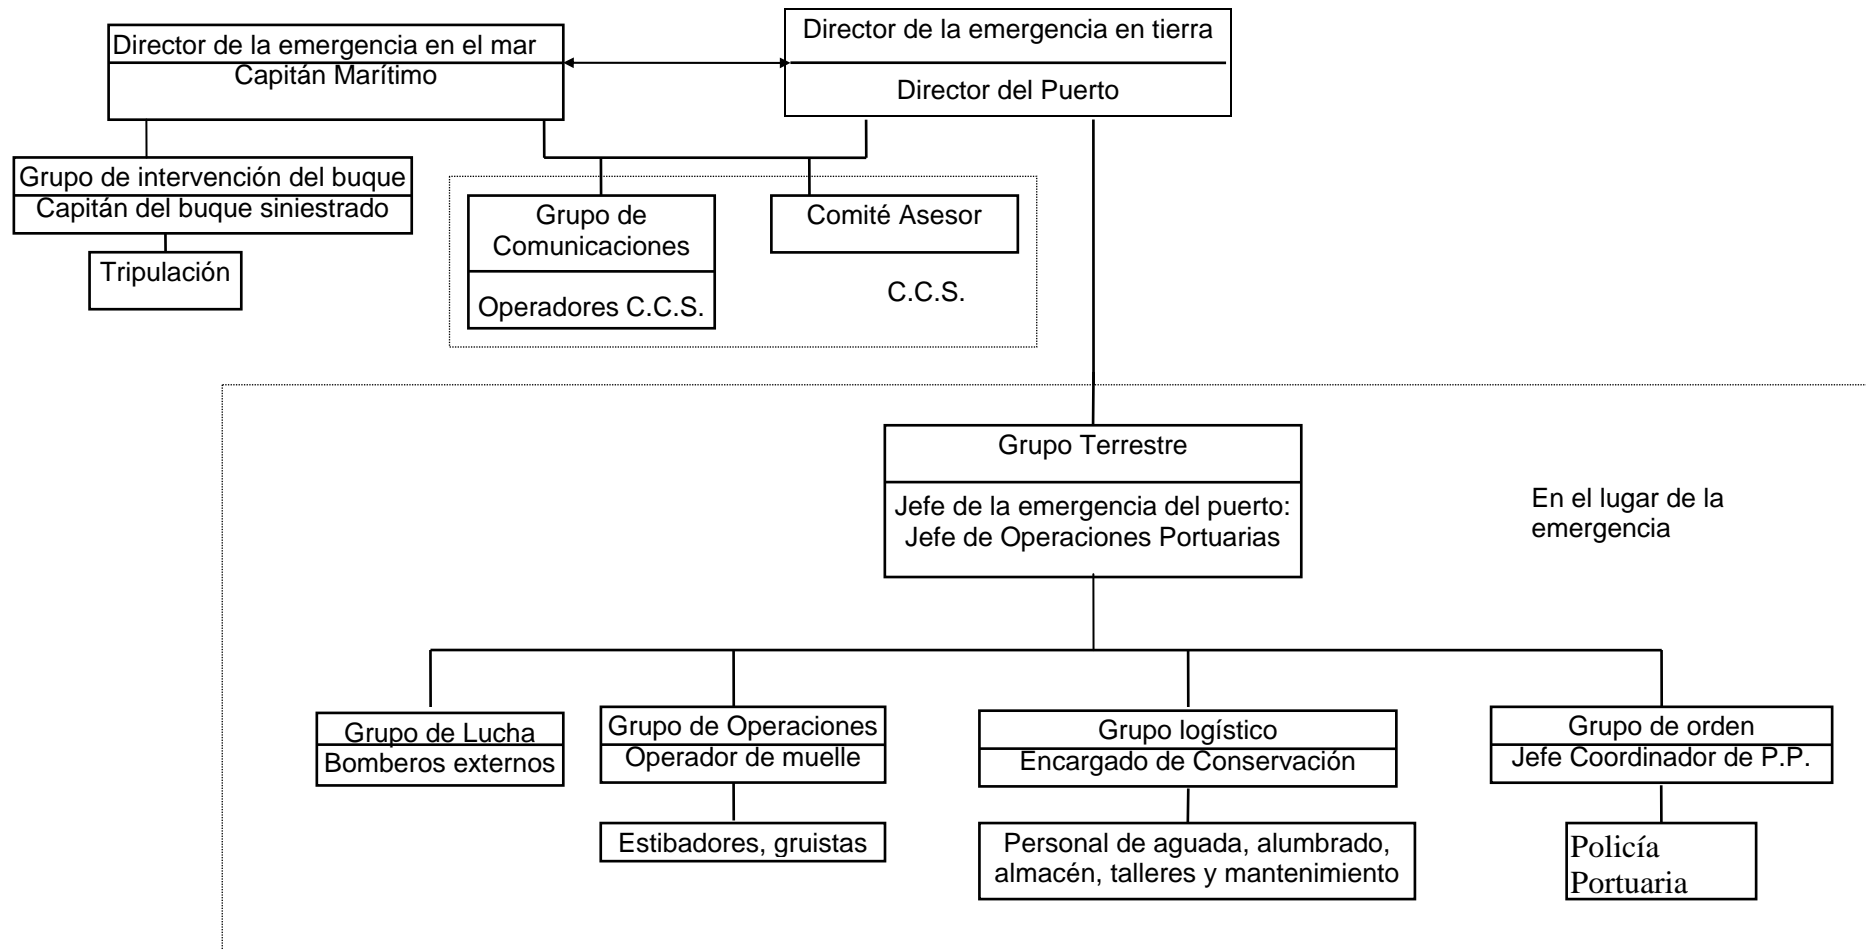 Director de la emergencia en el mar
Capitán Marítimo
Director de la emergencia en tierra
Director del Puerto
Grupo de intervención del buque
Capitán del buque siniestrado
Tripulación
Grupo de
Comunicaciones
Operadores C.C.S.
Comité Asesor
C.C.S.
Grupo Terrestre
Jefe de la emergencia del puerto:
Jefe de Operaciones Portuarias
En el lugar de la
emergencia
Grupo de Lucha
Bomberos externos
Grupo de Operaciones
Operador de muelle
Estibadores, gruistas
Grupo logístico
Encargado de Conservación
Personal de aguada, alumbrado,
almacén, talleres y mantenimiento
Grupo de orden
Jefe Coordinador de P.P.
Policía
Portuaria